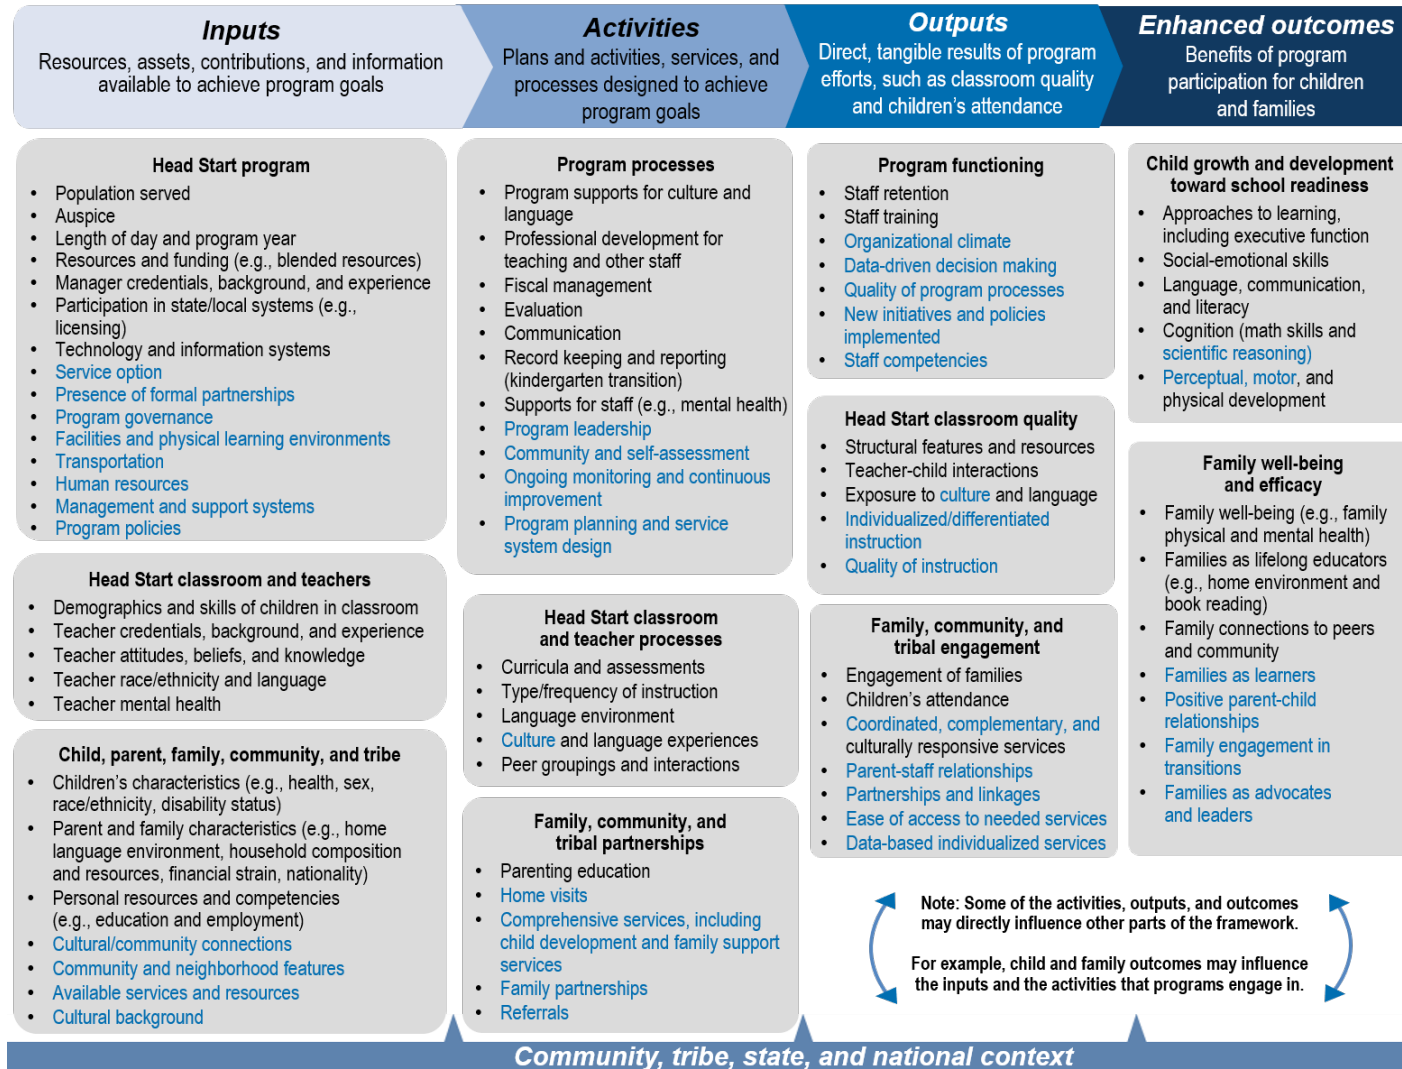 Inputs
Resources, assets, contributions, and information
available to achieve program goals
Activities
Plans and activities, services, and
processes designed to achieve
program goals
Outputs
Direct, tangible results of program
efforts, such as classroom quality
and children's attendance
Enhanced outcomes
Benefits of program
participation for children
and families
Head Start program
• Population served
• Auspice
• Length of day and program year
• Resources and funding (e.g., blended resources)
• Manager credentials, background, and experience
• Participation in state/local systems (e.g.,
licensing)
• Technology and information systems
• Service option
• Presence of formal partnerships
• Program governance
• Facilities and physical learning environments
• Transportation
• Human resources
• Management and support systems
• Program policies
Head Start classroom and teachers
• Demographics and skills of children in classroom
• Teacher credentials, background, and experience
• Teacher attitudes, beliefs, and knowledge
• Teacher race/ethnicity and language
• Teacher mental health
Child, parent, family, community, and tribe
• Children's characteristics (e.g., health, sex,
race/ethnicity, disability status)
• Parent and family characteristics (e.g., home
language environment, household composition
and resources, financial strain, nationality)
• Personal resources and competencies
(e.g., education and employment)
• Cultural/community connections
• Community and neighborhood features
• Available services and resources
• Cultural background
Program processes
• Program supports for culture and
language
• Professional development for
teaching and other staff
• Fiscal management
• Evaluation
• Communication
• Record keeping and reporting
(kindergarten transition)
• Supports for staff (e.g., mental health)
• Program leadership
• Community and self-assessment
• Ongoing monitoring and continuous
improvement
• Program planning and service
system design
Head Start classroom
and teacher processes
• Curricula and assessments
• Type/frequency of instruction
• Language environment
• Culture and language experiences
• Peer groupings and interactions
Family, community, and
tribal partnerships
• Parenting education
• Home visits
• Comprehensive services, including
child development and family support
services
• Family partnerships
• Referrals
Program functioning
• Staff retention
• Staff training
• Organizational climate
• Data-driven decision making
• Quality of program processes
• New initiatives and policies
implemented
• Staff competencies
Head Start classroom quality
• Structural features and resources
• Teacher-child interactions
• Exposure to culture and language
• Individualized/differentiated
instruction
• Quality of instruction
Family, community, and
tribal engagement
• Engagement of families
• Children's attendance
• Coordinated, complementary, and
culturally responsive services
• Parent-staff relationships
• Partnerships and linkages
• Ease of access to needed services
• Data-based individualized services
Child growth and development
toward school readiness
• Approaches to learning,
including executive function
• Social-emotional skills
• Language, communication,
and literacy
• Cognition (math skills and
scientific reasoning)
• Perceptual, motor, and
physical development
Family well-being
and efficacy
• Family well-being (e.g., family
physical and mental health)
• Families as lifelong educators
(e.g., home environment and
book reading)
• Family connections to peers
and community
• Families as learners
• Positive parent-child
relationships
• Family engagement in
transitions
• Families as advocates
and leaders
Note: Some of the activities, outputs, and outcomes
may directly influence other parts of the framework.
For example, child and family outcomes may influence
the inputs and the activities that programs engage in.
Community, tribe, state, and national context